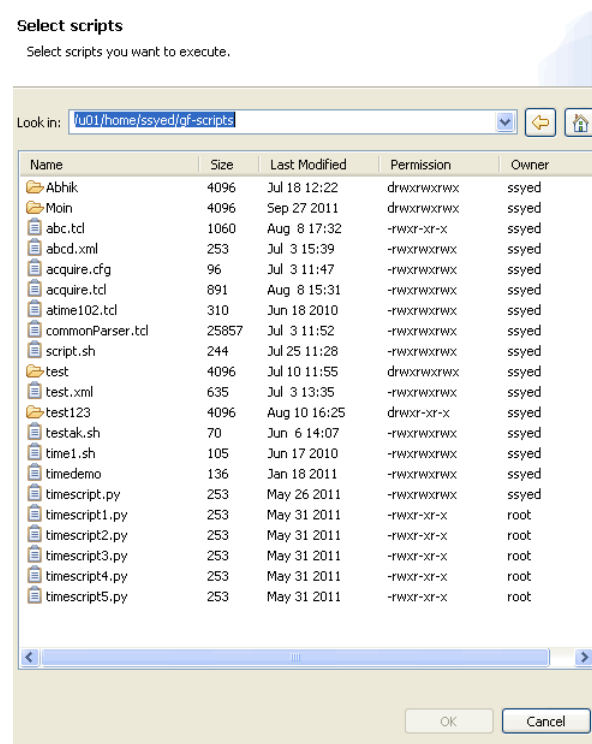 Select scripts
Select scripts you want to execute.
Look in: /u01/home/ssyed/gf-scripts
Name Size Last Modified Permission Owner
Abhik 4096 Jul 18 12:22 drwxrwxrwx ssyed
Moin 4096 Sep 27 2011 drwxrwxrwx ssyed
abc.tcl 1060 Aug 8 17:32 -rwxr-xr-x ssyed
abcd.xml 253 Jul 3 15:39 -rwxrwxrwx ssyed
acquire.cfg 96 Jul 3 11:47 -rwxrwxrwx ssyed
acquire.tcl 891 Aug 8 15:31 -rwxrwxrwx ssyed
atime102.tcl 310 Jun 18 2010 -rwxrwxrwx ssyed
commonParser.tcl 25857 Jul 3 11:52 -rwxrwxrwx ssyed
script.sh 244 Jul 25 11:28 -rwxrwxrwx ssyed
test 4096 Jul 10 11:55 drwxrwxrwx ssyed
test.xml 635 Jul 3 13:35 -rwxrwxrwx ssyed
test123 4096 Aug 10 16:25 drwxr-xr-x ssyed
testak.sh 70 Jun 6 14:07 -rwxrwxrwx ssyed
time1.sh 105 Jun 17 2010 -rwxrwxrwx ssyed
timedemo 136 Jan 18 2011 -rwxrwxrwx ssyed
timescript.py 253 May 26 2011 -rwxrwxrwx ssyed
timescript1.py 253 May 31 2011 -rwxr-xr-x root
timescript2.py 253 May 31 2011 -rwxr-xr-x root
timescript3.py 253 May 31 2011 -rwxr-xr-x root
timescript4.py 253 May 31 2011 -rwxr-xr-x root
timescript5.py 253 May 31 2011 -rwxr-xr-x root
OK Cancel